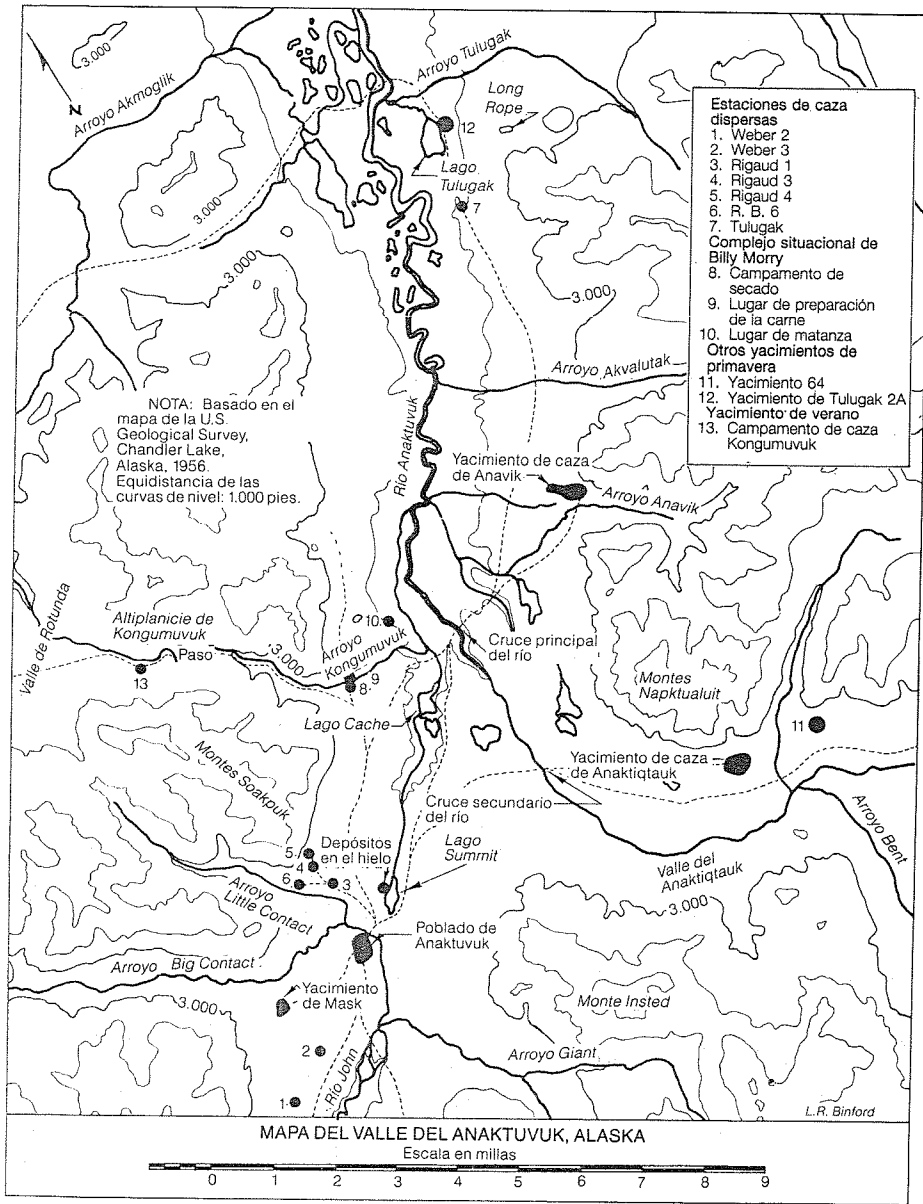 3.000
Arroyo Akmoglik
N
Arroyo Tulugak
Long
Rope
12
Lago
Tulugak
7
3.000
3.000
3.000
Estaciones de caza
dispersas
1. Weber 2
2. Weber 3
3. Rigaud 1
4. Rigaud 3
5. Rigaud 4
6. R. B. 6
7. Tulugak
Complejo situacional de
Billy Morry
8. Campamento de
secado
9. Lugar de preparación
de la carne
10. Lugar de matanza
Otros yacimientos de
primavera
11. Yacimiento 64
12. Yacimiento de Tulugak 2A
Yacimiento de verano
13. Campamento de caza
Kongumuvuk
Arroyo Akvalutak
NOTA: Basado en el
mapa de la U.S.
Geological Survey,
Chandler Lake,
Alaska, 1956.
Equidistancia de las
curvas de nivel: 1.000 pies.
Río Anaktuvuk
Yacimiento de caza
de Anavik
Arroyo Anavik
Valle de Rotunda
Altiplanicie de
Kongumuvuk
Paso
3.000
10
Arroyo
Kongumuvuk
13
9
8
Cruce principal
del río
Montes
Napktualuit
Lago Cache
11
Montes Soakpuk
Yacimiento de caza
de Anaktiqtauk
Cruce secundario
del río
Depósitos
en el hielo
Lago
Summit
5
4
6
3
Valle del
Anaktiqtauk
3.000
Arroyo Bent
Arroyo
Little Contact
Poblado de
Anaktuvuk
Arroyo Big Contact
3.000
Yacimiento
de Mask
Monte Insted
2
Arroyo Giant
Río John
1
L.R. Binford
MAPA DEL VALLE DEL ANAKTUVUK, ALASKA
Escala en millas
0 1 2 3 4 5 6 7 8 9